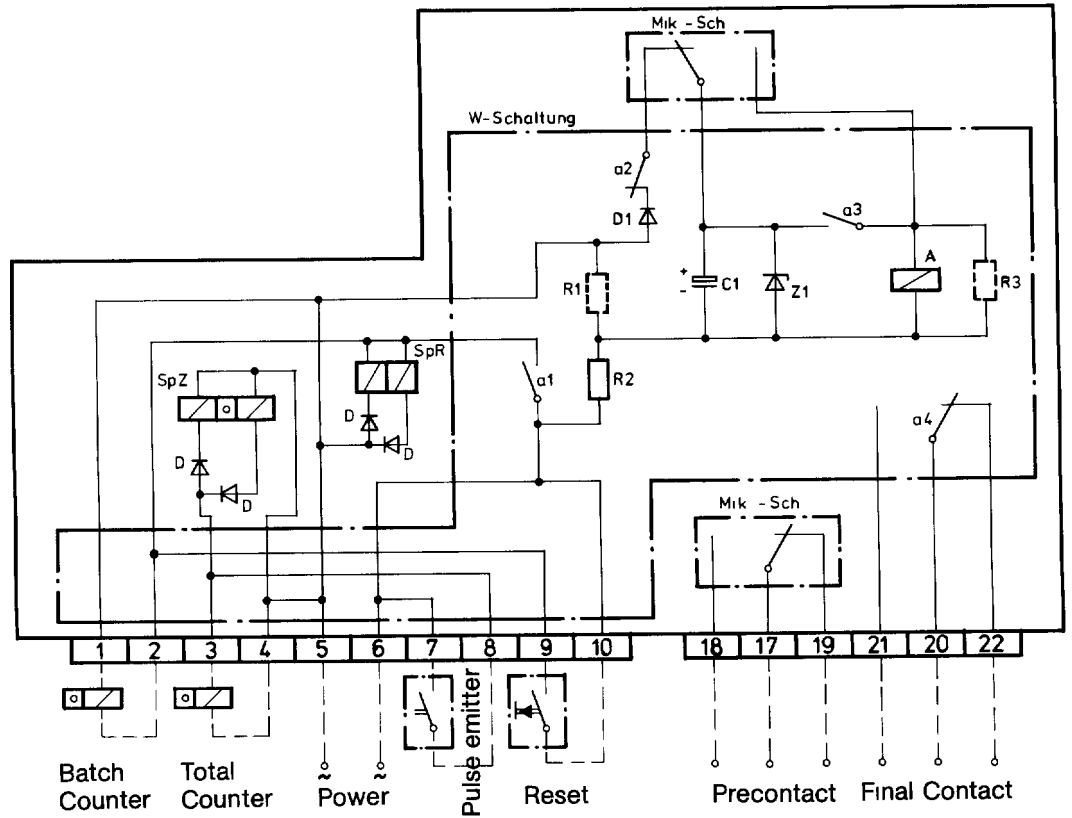 Mik - Sch
W-Schaltung
a2
D1
a3
A
R1
+
-
C1
Z1
R3
SpR
SpZ
a1
R2
D
D
D
D
a4
Mik - Sch
1 2 3 4 5 6 7 8 9 10 18 17 19 21 20 22
Pulse emitter
~ ~
Batch Counter
Total Counter
Power
Reset
Precontact
Final Contact